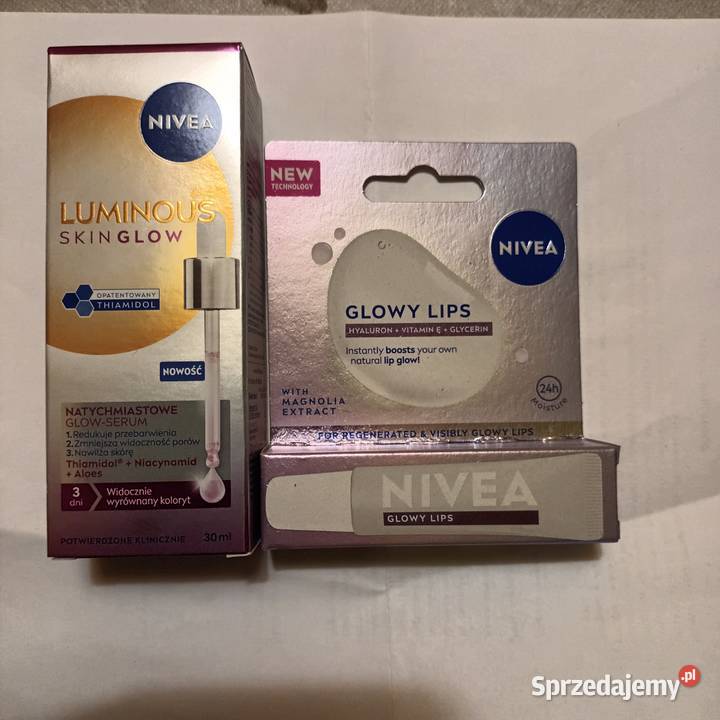 NIVEA
LUMINOUS
SKINGLOW
OPATENTOWANY
THIAMIDOL
NOWOŚĆ
NATYCHMIASTOWE
GLOW-SERUM
1.Redukuje przebarwienia
2.Zmniejsza widoczność porów
3.Nawilża skórę
Thiamidol® + Niacynamid
+ Aloes
3 dni
Widocznie
wyrównany koloryt
POTWIERDZONE KLINICZNIE 30ml
NEW
TECHNOLOGY
NIVEA
GLOWY LIPS
HYALURON + VITAMIN E + GLYCERIN
Instantly boosts your own
natural lip glow!
WITH
MAGNOLIA
EXTRACT
24h
Moisture
FOR REGENERATED & VISIBLY GLOWY LIPS
NIVEA
GLOWY LIPS
Sprzedajemy.pl